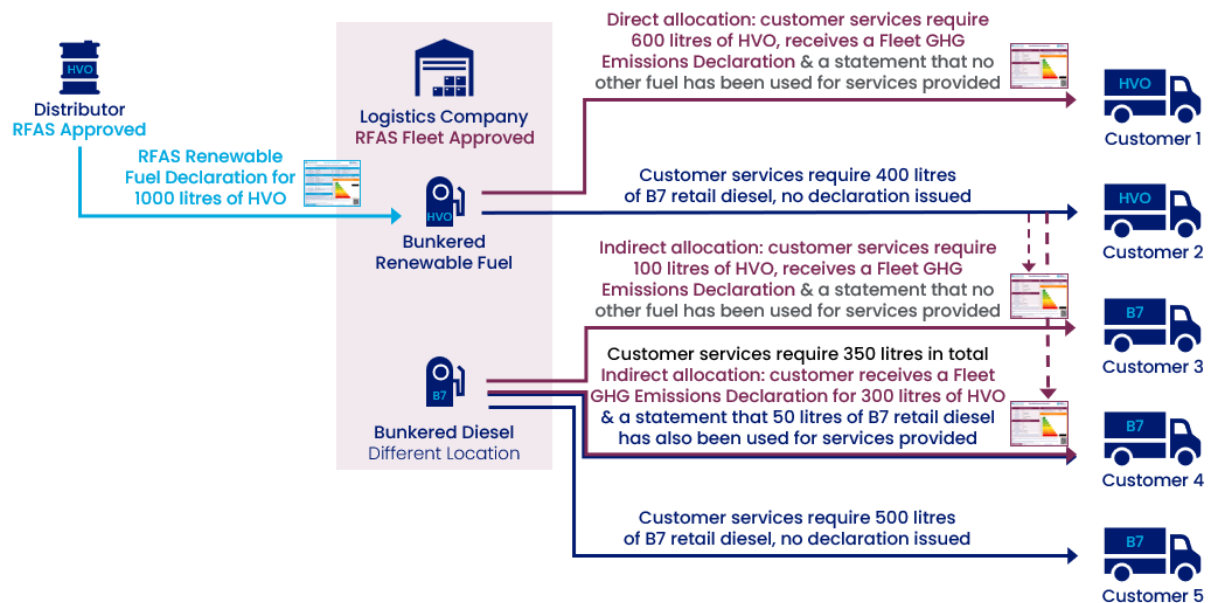 HVO
Distributor
RFAS Approved
RFAS Renewable
Fuel Declaration for
1000 litres of HVO
Logistics Company
RFAS Fleet Approved
HVO
Bunkered
Renewable Fuel
B7
Bunkered Diesel
Different Location
Direct allocation: customer services require
600 litres of HVO, receives a Fleet GHG
Emissions Declaration & a statement that no
other fuel has been used for services provided
HVO
Customer 1
Customer services require 400 litres
of B7 retail diesel, no declaration issued
HVO
Customer 2
Indirect allocation: customer services require
100 litres of HVO, receives a Fleet GHG
Emissions Declaration & a statement that no
other fuel has been used for services provided
B7
Customer 3
Customer services require 350 litres in total
Indirect allocation: customer receives a Fleet
GHG Emissions Declaration for 300 litres of HVO
& a statement that 50 litres of B7 retail diesel
has also been used for services provided
B7
Customer 4
Customer services require 500 litres
of B7 retail diesel, no declaration issued
B7
Customer 5